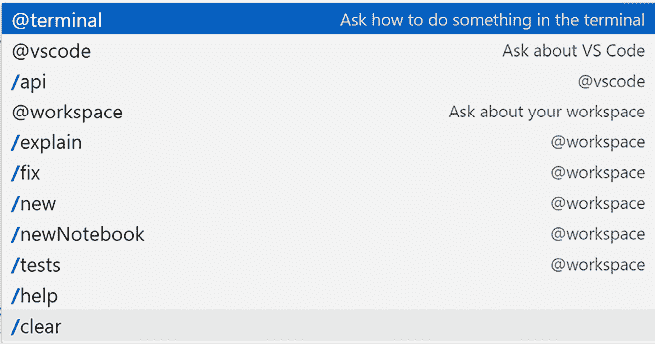 @terminal Ask how to do something in the terminal
@vscode Ask about VS Code
/api @vscode
@workspace Ask about your workspace
/explain @workspace
/fix @workspace
/new @workspace
/newNotebook @workspace
/tests @workspace
/help
/clear